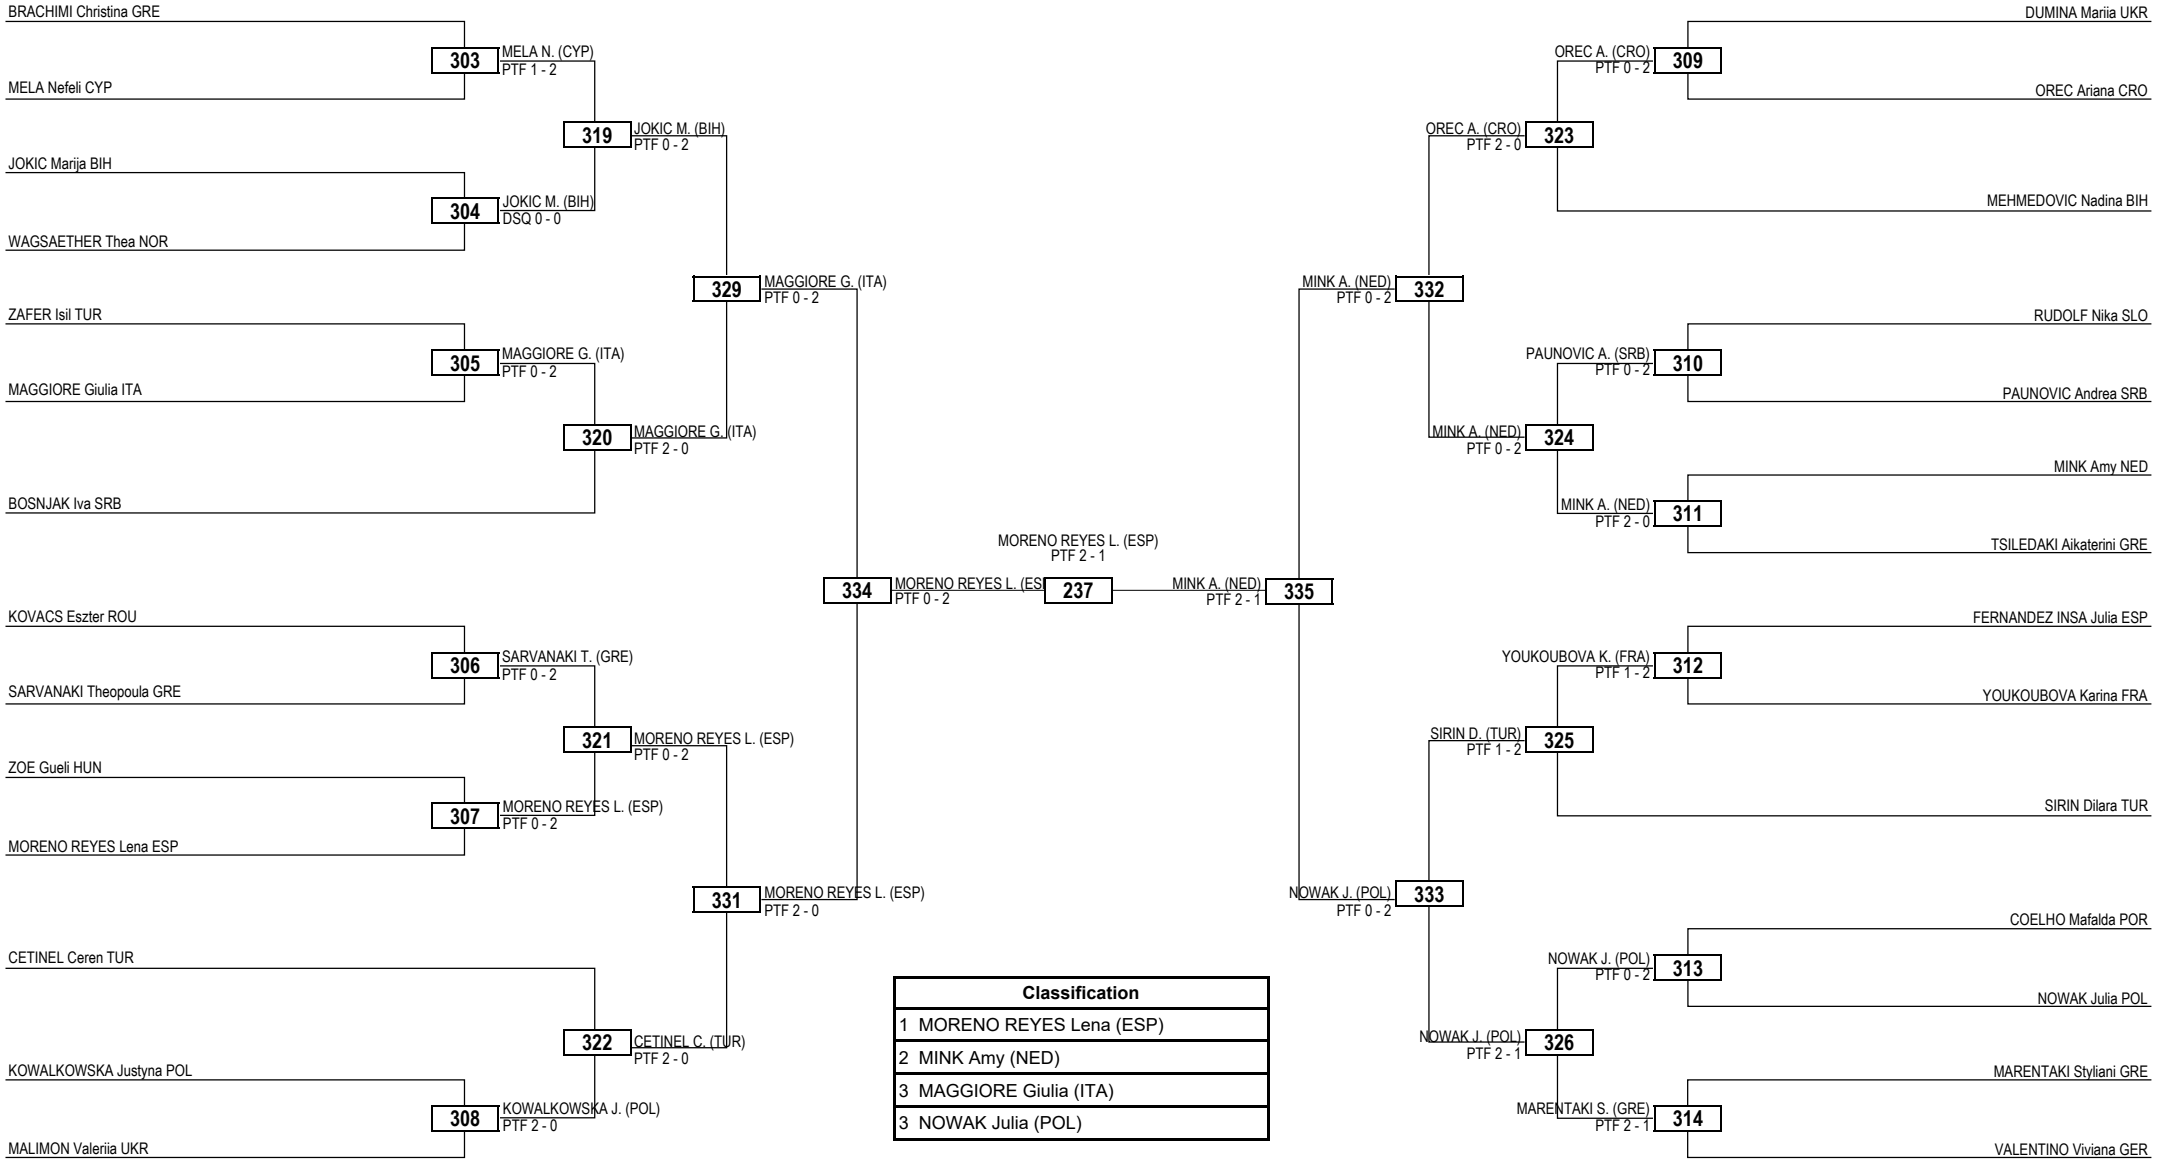 BRACHIMI Christina GRE
303
MELA N. (CYP)
PTF 1 - 2
MELA Nefeli CYP
319
JOKIC M. (BIH)
PTF 0 - 2
JOKIC Marija BIH
304
JOKIC M. (BIH)
DSQ 0 - 0
WAGSAETHER Thea NOR
329
MAGGIORE G. (ITA)
PTF 0 - 2
ZAFER Isil TUR
305
MAGGIORE G. (ITA)
PTF 0 - 2
MAGGIORE Giulia ITA
320
MAGGIORE G. (ITA)
PTF 2 - 0
BOSNJAK Iva SRB
334
MORENO REYES L. (ES
PTF 0 - 2
KOVACS Eszter ROU
306
SARVANAKI T. (GRE)
PTF 0 - 2
SARVANAKI Theopoula GRE
321
MORENO REYES L. (ESP)
PTF 0 - 2
ZOE Gueli HUN
307
MORENO REYES L. (ESP)
PTF 0 - 2
MORENO REYES Lena ESP
331
MORENO REYES L. (ESP)
PTF 2 - 0
CETINEL Ceren TUR
322
CETINEL C. (TUR)
PTF 2 - 0
KOWALKOWSKA Justyna POL
308
KOWALKOWSKA J. (POL)
PTF 2 - 0
MALIMON Valeriia UKR
MORENO REYES L. (ESP)
PTF 2 - 1
237
DUMINA Mariia UKR
OREC A. (CRO)
PTF 0 - 2
309
OREC Ariana CRO
OREC A. (CRO)
PTF 2 - 0
323
MEHMEDOVIC Nadina BIH
MINK A. (NED)
PTF 0 - 2
332
RUDOLF Nika SLO
PAUNOVIC A. (SRB)
PTF 0 - 2
310
PAUNOVIC Andrea SRB
MINK A. (NED)
PTF 0 - 2
324
MINK Amy NED
MINK A. (NED)
PTF 2 - 0
311
TSILEDAKI Aikaterini GRE
MINK A. (NED)
PTF 2 - 1
335
FERNANDEZ INSA Julia ESP
YOUKOUBOVA K. (FRA)
PTF 1 - 2
312
YOUKOUBOVA Karina FRA
SIRIN D. (TUR)
PTF 1 - 2
325
SIRIN Dilara TUR
NOWAK J. (POL)
PTF 0 - 2
333
COELHO Mafalda POR
NOWAK J. (POL)
PTF 0 - 2
313
NOWAK Julia POL
NOWAK J. (POL)
PTF 2 - 1
326
MARENTAKI Styliani GRE
MARENTAKI S. (GRE)
PTF 2 - 1
314
VALENTINO Viviana GER
Classification
1 MORENO REYES Lena (ESP)
2 MINK Amy (NED)
3 MAGGIORE Giulia (ITA)
3 NOWAK Julia (POL)